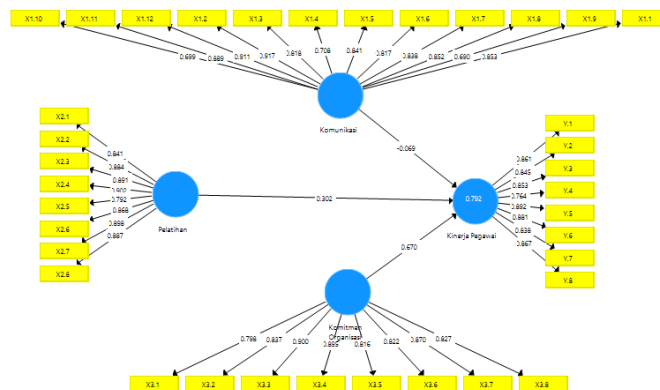 X1.10 X1.11 X1.12 X1.2 X1.3 X1.4 X1.5 X1.6 X1.7 X1.8 X1.9 X1.1
0.699 0.889 0.911 0.917 0.818 0.708 0.841 0.817 0.838 0.852 0.690 0.853
Komunikasi
X2.1
X2.2
X2.3
X2.4
X2.5
X2.6
X2.7
X2.8
0.841
0.884
0.891
0.902
0.792
0.868
0.898
0.887
Pelatihan
-0.069
0.302
0.670
0.792
Kinerja Pegawai
Y.1
Y.2
Y.3
Y.4
Y.5
Y.6
Y.7
Y.8
0.861
0.845
0.853
0.764
0.892
0.881
0.838
0.867
Komitmen
Organisasi
0.798 0.837 0.900 0.895 0.816 0.822 0.870 0.827
X3.1 X3.2 X3.3 X3.4 X3.5 X3.6 X3.7 X3.8